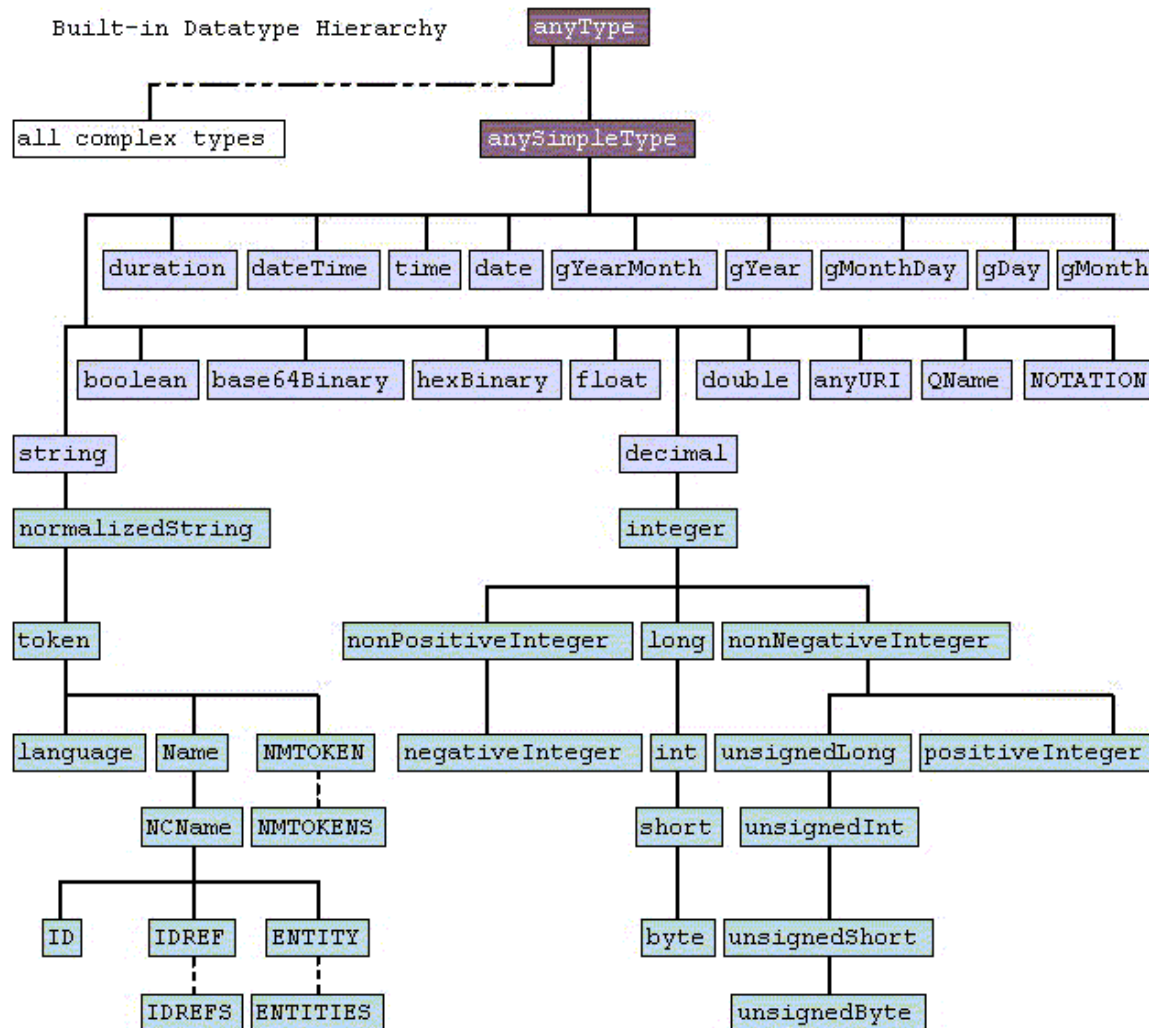 Built-in Datatype Hierarchy
anyType
all complex types
anySimpleType
duration
dateTime
time
date
gYearMonth
gYear
gMonthDay
gDay
gMonth
boolean
base64Binary
hexBinary
float
double
anyURI
QName
NOTATION
string
decimal
normalizedString
integer
token
nonPositiveInteger
long
nonNegativeInteger
language
Name
NMTOKEN
negativeInteger
int
unsignedLong
positiveInteger
NCName
NMTOKENS
short
unsignedInt
ID
IDREF
ENTITY
byte
unsignedShort
IDREFS
ENTITIES
unsignedByte